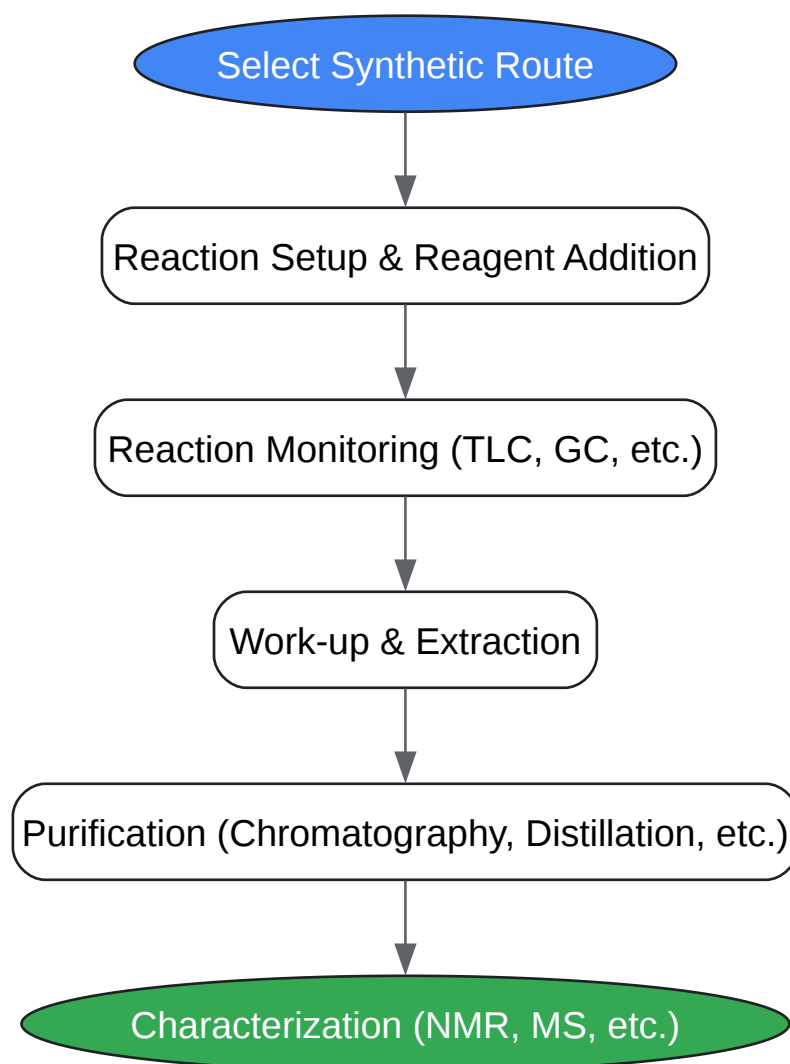 Select Synthetic Route
Reaction Setup & Reagent Addition
Reaction Monitoring (TLC, GC, etc.)
Work-up & Extraction
Purification (Chromatography, Distillation, etc.)
Characterization (NMR, MS, etc.)